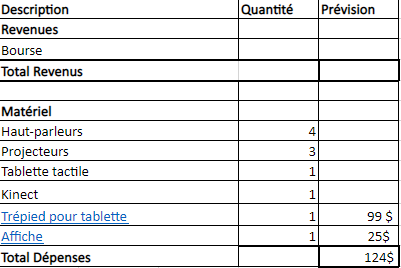 Description Quantité Prévision
Revenues
Bourse
Total Revenus
Matériel
Haut-parleurs 4
Projecteurs 3
Tablette tactile 1
Kinect 1
Trépied pour tablette 1 99 $
Affiche 1 25$
Total Dépenses 124$